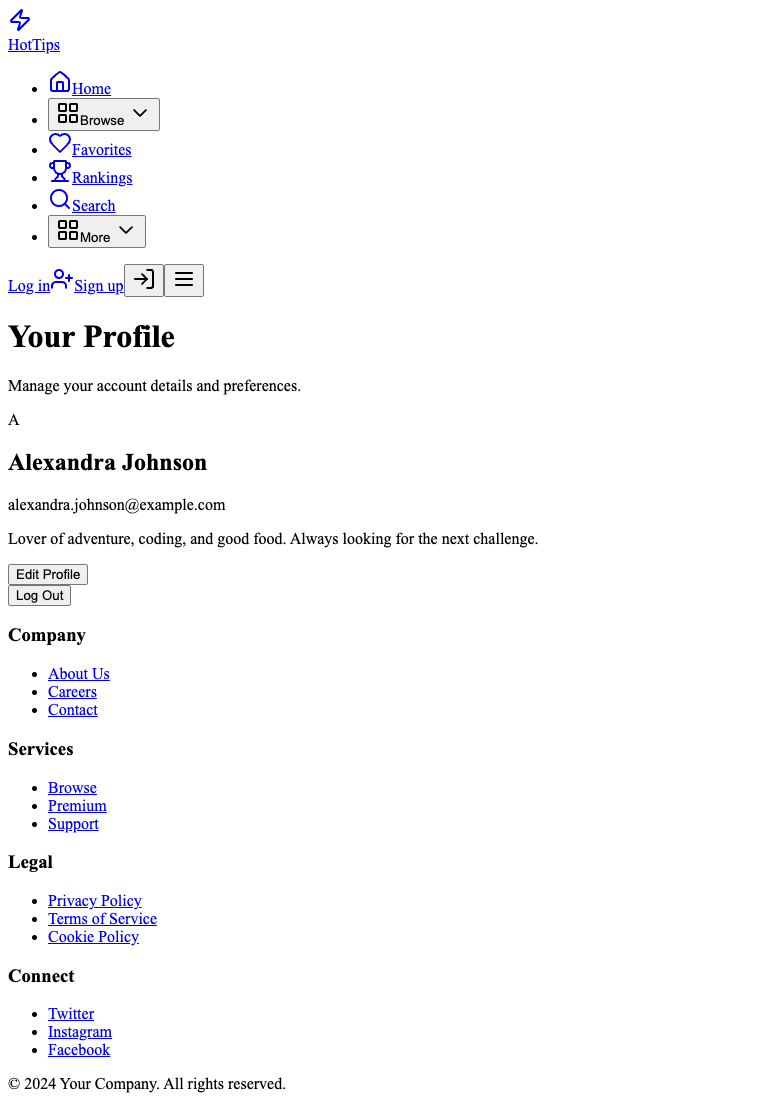 HotTips
Home
Browse
Favorites
Rankings
Search
More
Log in Sign up
Your Profile
Manage your account details and preferences.
A
Alexandra Johnson
alexandra.johnson@example.com
Lover of adventure, coding, and good food. Always looking for the next challenge.
Edit Profile
Log Out
Company
About Us
Careers
Contact
Services
Browse
Premium
Support
Legal
Privacy Policy
Terms of Service
Cookie Policy
Connect
Twitter
Instagram
Facebook
© 2024 Your Company. All rights reserved.